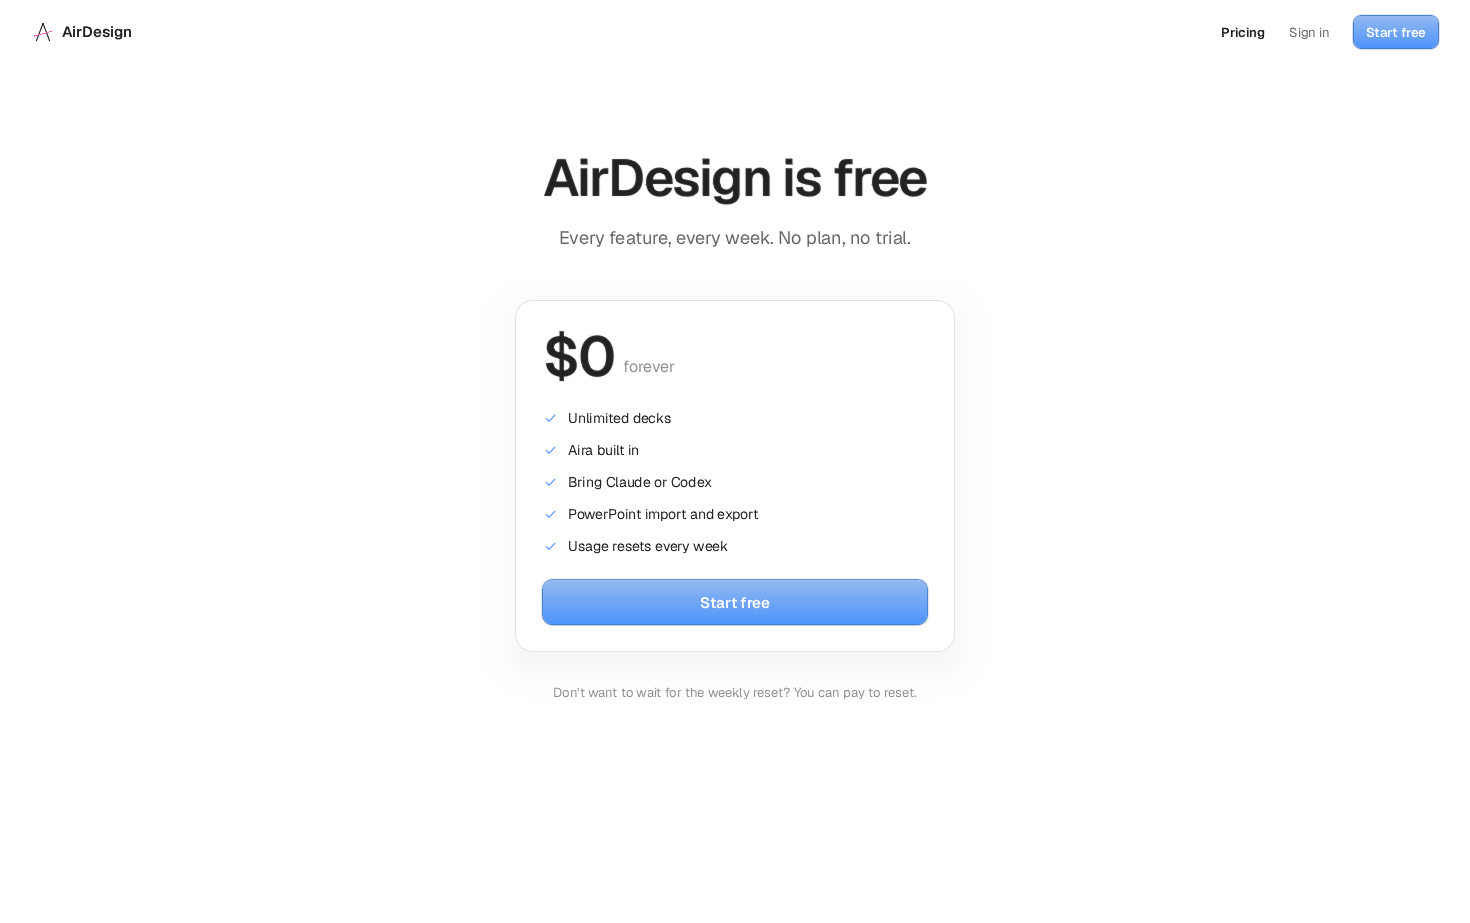 AirDesign
Pricing
Sign in
Start free
AirDesign is free
Every feature, every week. No plan, no trial.
$0 forever
Unlimited decks
Aira built in
Bring Claude or Codex
PowerPoint import and export
Usage resets every week
Start free
Don't want to wait for the weekly reset? You can pay to reset.